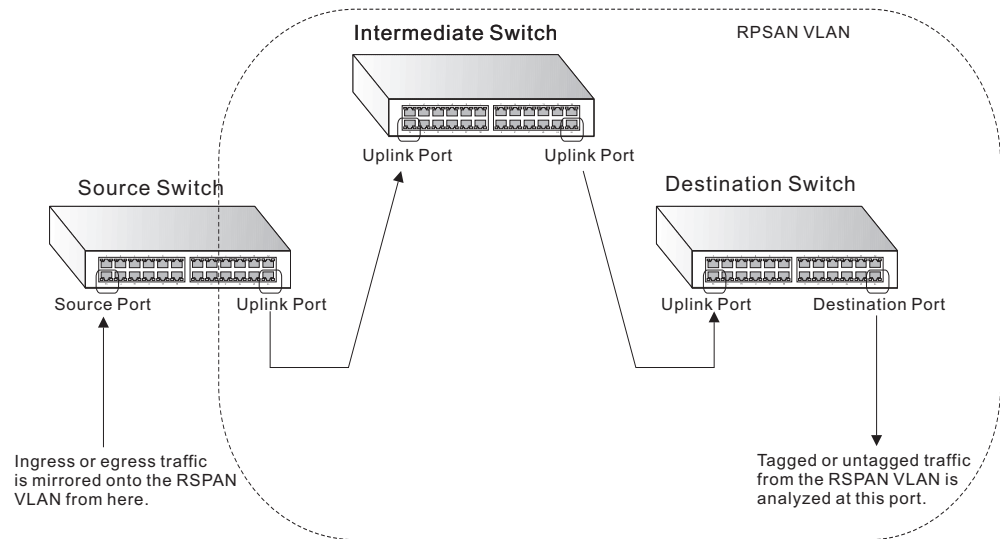 Intermediate Switch
RPSAN VLAN
Uplink Port
Uplink Port
Source Switch
Destination Switch
Source Port
Uplink Port
Uplink Port
Destination Port
Ingress or egress traffic
is mirrored onto the RSPAN
VLAN from here.
Tagged or untagged traffic
from the RSPAN VLAN is
analyzed at this port.